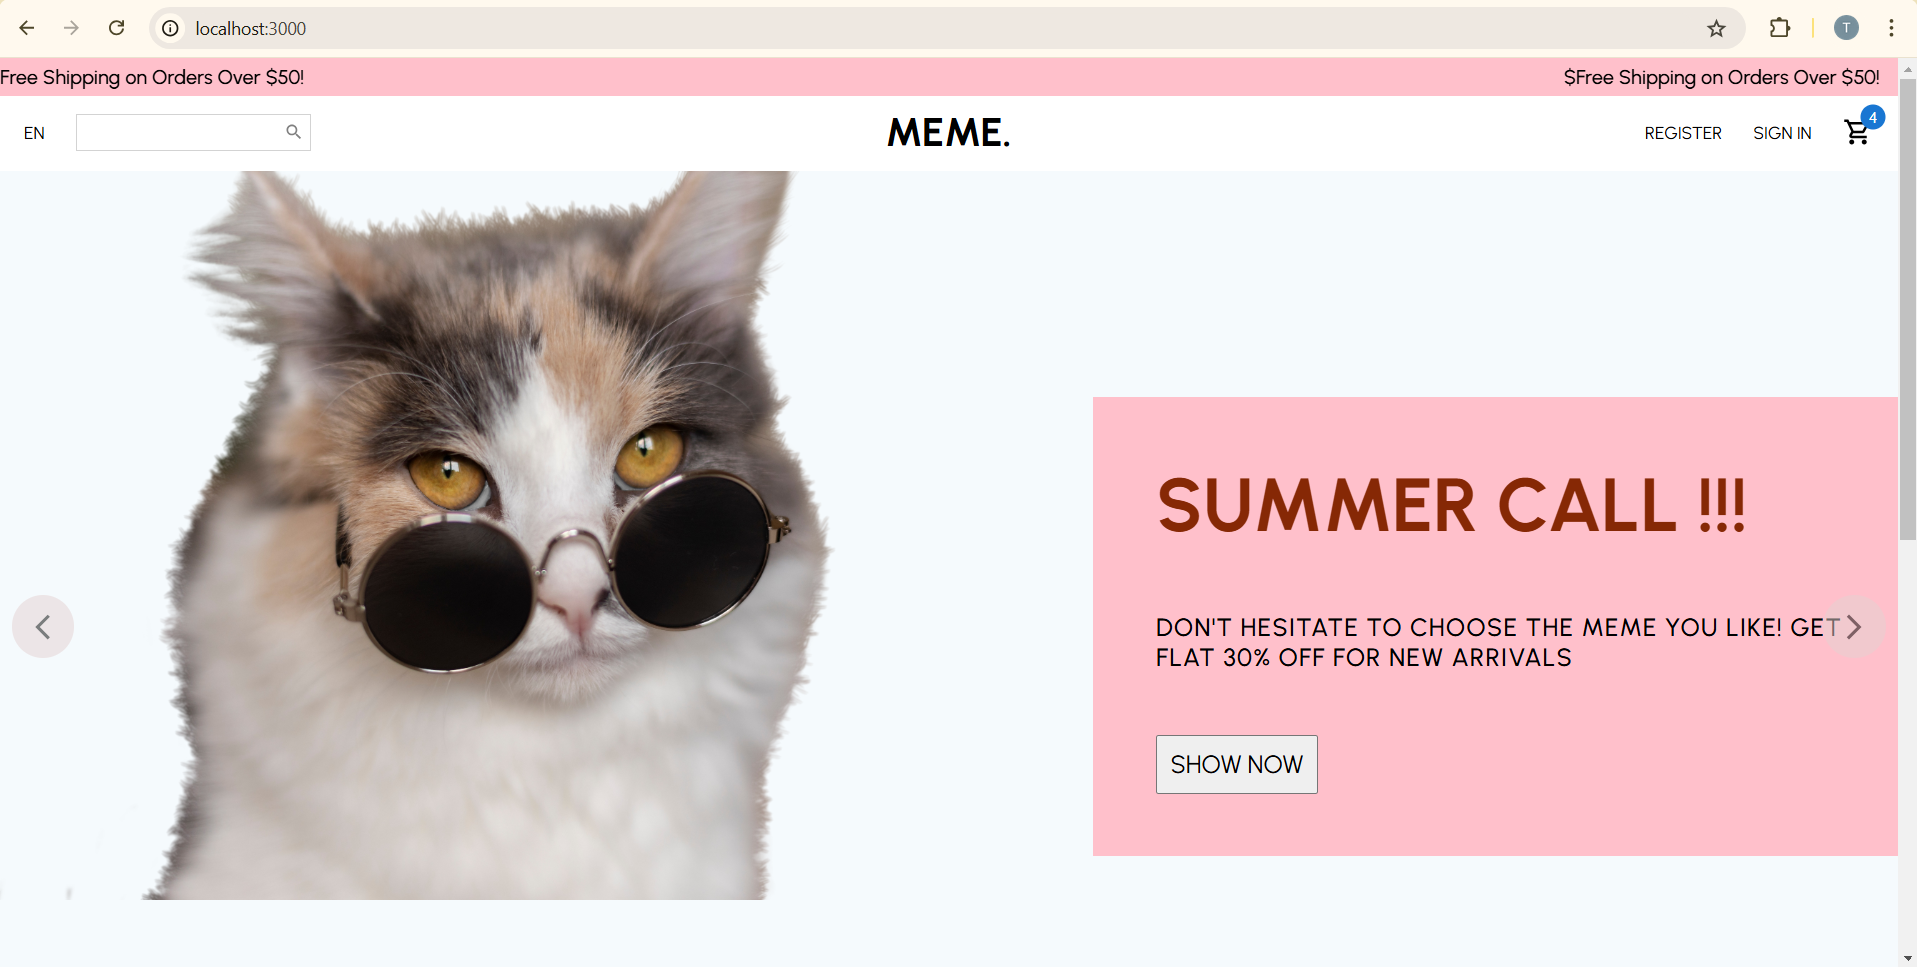 localhost:3000
T
Free Shipping on Orders Over $50!
$Free Shipping on Orders Over $50!
EN
MEME.
REGISTER
SIGN IN
4
SUMMER CALL !!!
DON'T HESITATE TO CHOOSE THE MEME YOU LIKE! GET
FLAT 30% OFF FOR NEW ARRIVALS
SHOW NOW